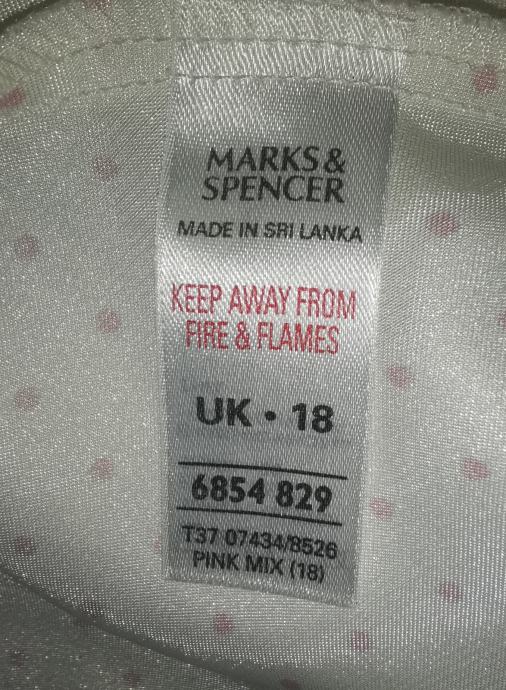 MARKS &
SPENCER
MADE IN SRI LANKA
KEEP AWAY FROM
FIRE & FLAMES
UK • 18
6854 829
T37 07434/8526
PINK MIX (18)